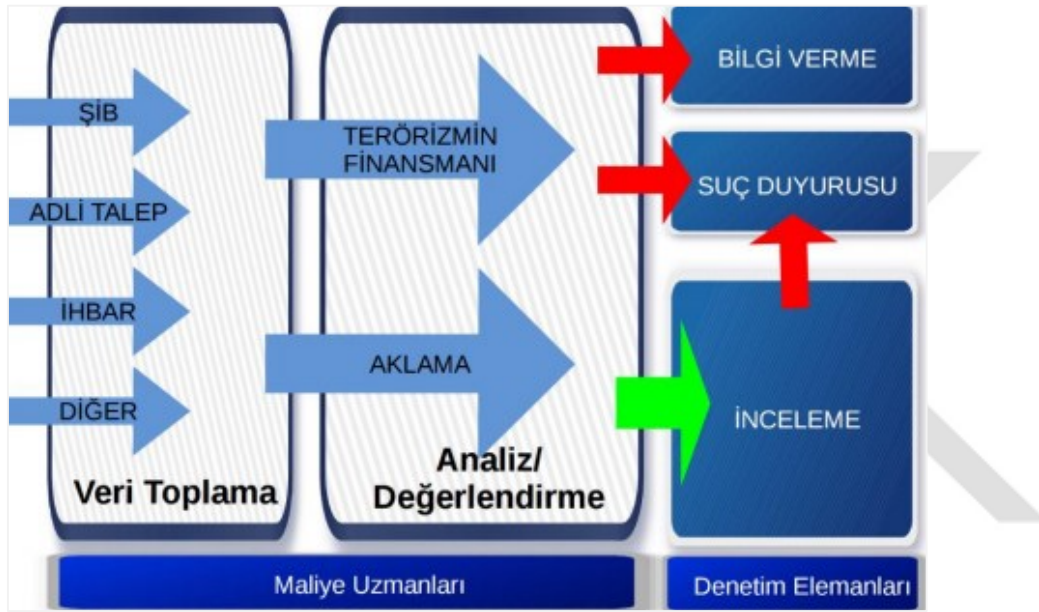 ŞİB
ADLİ TALEP
İHBAR
DİĞER
Veri Toplama
TERÖRİZMİN
FİNANSMANI
AKLAMA
Analiz/
Değerlendirme
BİLGİ VERME
SUÇ DUYURUSU
İNCELEME
Maliye Uzmanları
Denetim Elemanları